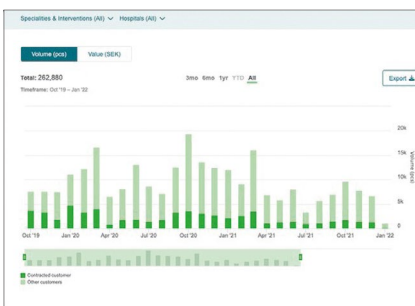 Specialities & Interventions (All) Hospitals (All)
Volume (pcs) Value (SEK)
Total: 262,880
3mo 6mo 1yr YTD All
Export
Timeframe: Oct '19 – Jan '22
20k
15k
10k
5k
0
Volume (pcs)
Oct '19 Jan '20 Apr '20 Jul '20 Oct '20 Jan '21 Apr '21 Jul '21 Oct '21 Jan '22
Contracted customer
Other customers